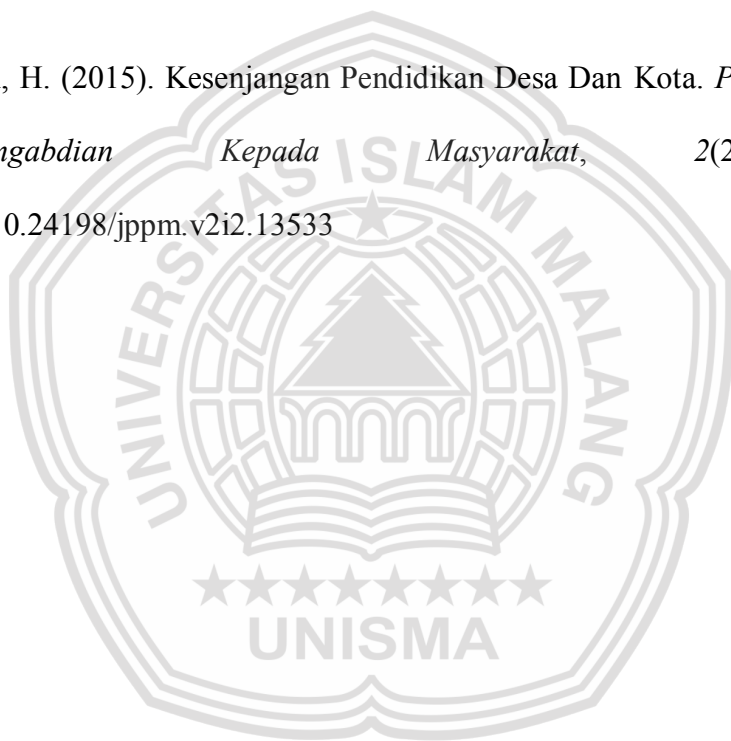 , H. (2015). Kesenjangan Pendidikan Desa Dan Kota. P
ngabdian Kepada Masyarakat, 2(2
0.24198/jppm.v2i2.13533
UNIVERSITAS ISLAM MALANG
UNISMA